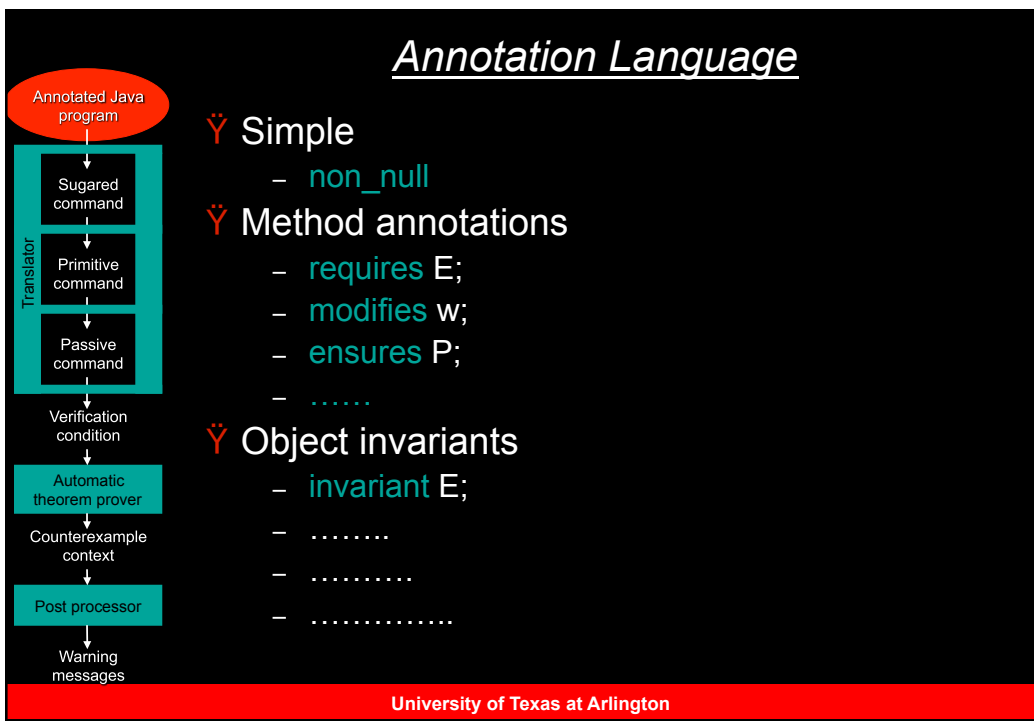 Annotation Language
Annotated Java
program
Translator
Sugared
command
Primitive
command
Passive
command
Verification
condition
Automatic
theorem prover
Counterexample
context
Post processor
Warning
messages
Ÿ Simple
– non_null
Ÿ Method annotations
– requires E;
– modifies w;
– ensures P;
– ……
Ÿ Object invariants
– invariant E;
– ……..
– ……….
– …………..
University of Texas at Arlington